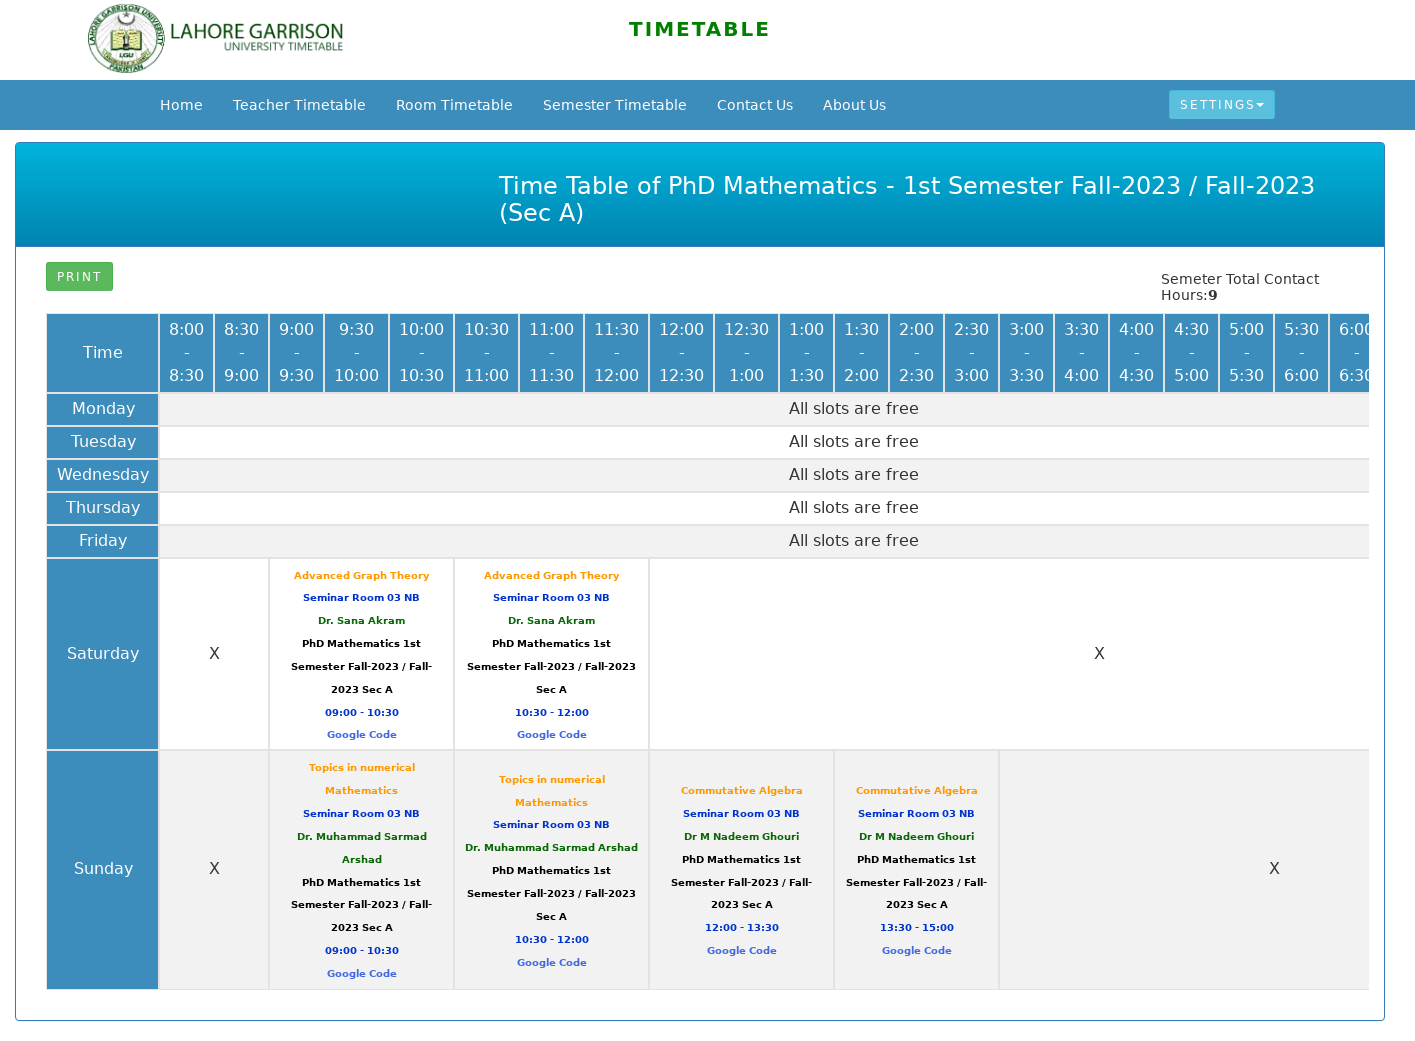 LAHORE GARRISON
UNIVERSITY TIMETABLE
LGU
PAKISTAN
TIMETABLE
Home
Teacher Timetable
Room Timetable
Semester Timetable
Contact Us
About Us
SETTINGS
Time Table of PhD Mathematics - 1st Semester Fall-2023 / Fall-2023
(Sec A)
PRINT
Semeter Total Contact
Hours:9
Time
8:00
-
8:30
8:30
-
9:00
9:00
-
9:30
9:30
-
10:00
10:00
-
10:30
10:30
-
11:00
11:00
-
11:30
11:30
-
12:00
12:00
-
12:30
12:30
-
1:00
1:00
-
1:30
1:30
-
2:00
2:00
-
2:30
2:30
-
3:00
3:00
-
3:30
3:30
-
4:00
4:00
-
4:30
4:30
-
5:00
5:00
-
5:30
5:30
-
6:00
6:00
-
6:30
Monday
All slots are free
Tuesday
All slots are free
Wednesday
All slots are free
Thursday
All slots are free
Friday
All slots are free
Saturday
X
Advanced Graph Theory
Seminar Room 03 NB
Dr. Sana Akram
PhD Mathematics 1st
Semester Fall-2023 / Fall-
2023 Sec A
09:00 - 10:30
Google Code
Advanced Graph Theory
Seminar Room 03 NB
Dr. Sana Akram
PhD Mathematics 1st
Semester Fall-2023 / Fall-2023
Sec A
10:30 - 12:00
Google Code
X
Sunday
X
Topics in numerical
Mathematics
Seminar Room 03 NB
Dr. Muhammad Sarmad
Arshad
PhD Mathematics 1st
Semester Fall-2023 / Fall-
2023 Sec A
09:00 - 10:30
Google Code
Topics in numerical
Mathematics
Seminar Room 03 NB
Dr. Muhammad Sarmad Arshad
PhD Mathematics 1st
Semester Fall-2023 / Fall-2023
Sec A
10:30 - 12:00
Google Code
Commutative Algebra
Seminar Room 03 NB
Dr M Nadeem Ghouri
PhD Mathematics 1st
Semester Fall-2023 / Fall-
2023 Sec A
12:00 - 13:30
Google Code
Commutative Algebra
Seminar Room 03 NB
Dr M Nadeem Ghouri
PhD Mathematics 1st
Semester Fall-2023 / Fall-
2023 Sec A
13:30 - 15:00
Google Code
X